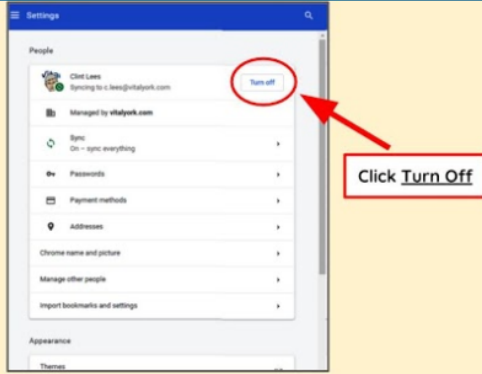 Settings
People
Clint Lees
Syncing to c.lees@vitalyork.com
Turn off
Managed by vitalyork.com
Sync
On – sync everything
Passwords
Payment methods
Addresses
Chrome name and picture
Manage other people
Import bookmarks and settings
Appearance
Themes
Click Turn Off